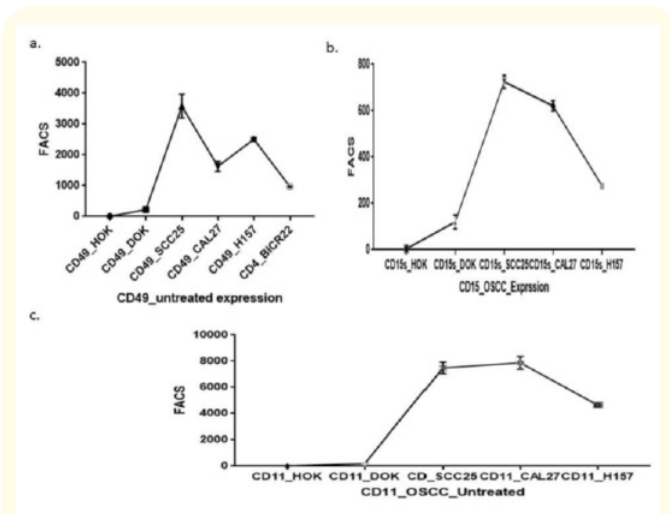 a.
5000
4000
3000
2000
1000
0
FACS
CD49_HOK
CD49_DOK
CD49_SCC25
CD49_CAL27
CD49_H157
CD4_BICR22
CD49_untreated expression
b.
800
600
400
200
0
FACS
CD15s_HOK CD15s_DOK CD15s_SCC25CD15s_CAL27 CD15s_H157
CD15_OSCC_Exprssion
c.
10000
8000
6000
4000
2000
0
FACS
CD11_HOK CD11_DOK CD_SCC25 CD11_CAL27 CD11_H157
CD11_OSCC_Untreated